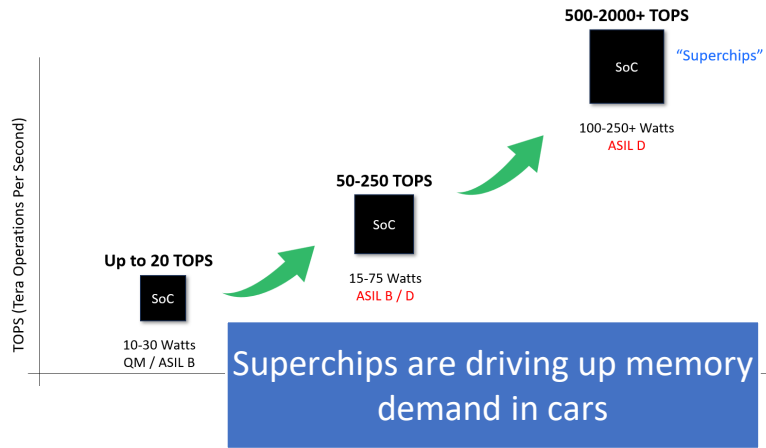 500-2000+ TOPS
SoC
“Superchips”
100-250+ Watts
ASIL D
50-250 TOPS
SoC
15-75 Watts
ASIL B / D
Up to 20 TOPS
SoC
10-30 Watts
QM / ASIL B
TOPS (Tera Operations Per Second)
Superchips are driving up memory
demand in cars